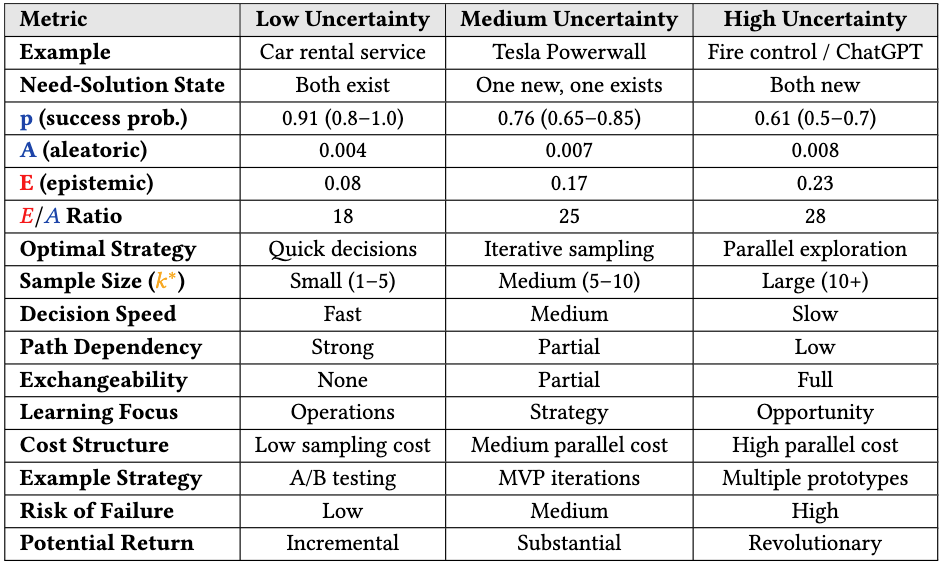 Metric Low Uncertainty Medium Uncertainty High Uncertainty
Example Car rental service Tesla Powerwall Fire control / ChatGPT
Need-Solution State Both exist One new, one exists Both new
p (success prob.) 0.91 (0.8–1.0) 0.76 (0.65–0.85) 0.61 (0.5–0.7)
A (aleatoric) 0.004 0.007 0.008
E (epistemic) 0.08 0.17 0.23
E/A Ratio 18 25 28
Optimal Strategy Quick decisions Iterative sampling Parallel exploration
Sample Size (k*) Small (1–5) Medium (5–10) Large (10+)
Decision Speed Fast Medium Slow
Path Dependency Strong Partial Low
Exchangeability None Partial Full
Learning Focus Operations Strategy Opportunity
Cost Structure Low sampling cost Medium parallel cost High parallel cost
Example Strategy A/B testing MVP iterations Multiple prototypes
Risk of Failure Low Medium High
Potential Return Incremental Substantial Revolutionary